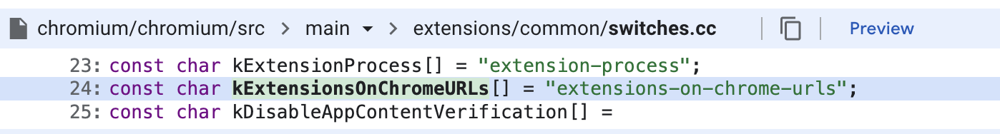 chromium/chromium/src > main > extensions/common/switches.cc Preview
23: const char kExtensionProcess[] = "extension-process";
24: const char kExtensionsOnChromeURLs[] = "extensions-on-chrome-urls";
25: const char kDisableAppContentVerification[] =